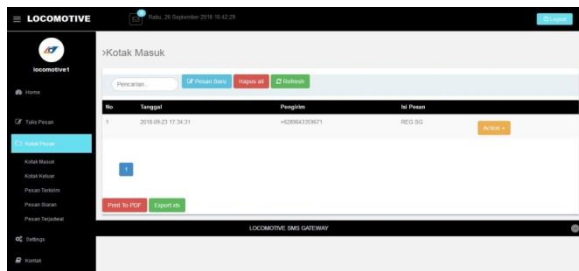 LOCOMOTIVE
Rabu, 26 September 2018 10:42:29
Logout
locomotive1
Home
Tulis Pesan
Kotak Pesan
Kotak Masuk
Kotak Keluar
Pesan Terkirim
Pesan Siaran
Pesan Terjadwal
Settings
Kontak
>Kotak Masuk
Pencarian..
Pesan Baru
Hapus all
Refresh
No Tanggal Pengirim Isi Pesan
1 2018-09-23 17:34:31 REG SG
Action
1
Print To PDF
Export xls
LOCOMOTIVE SMS GATEWAY